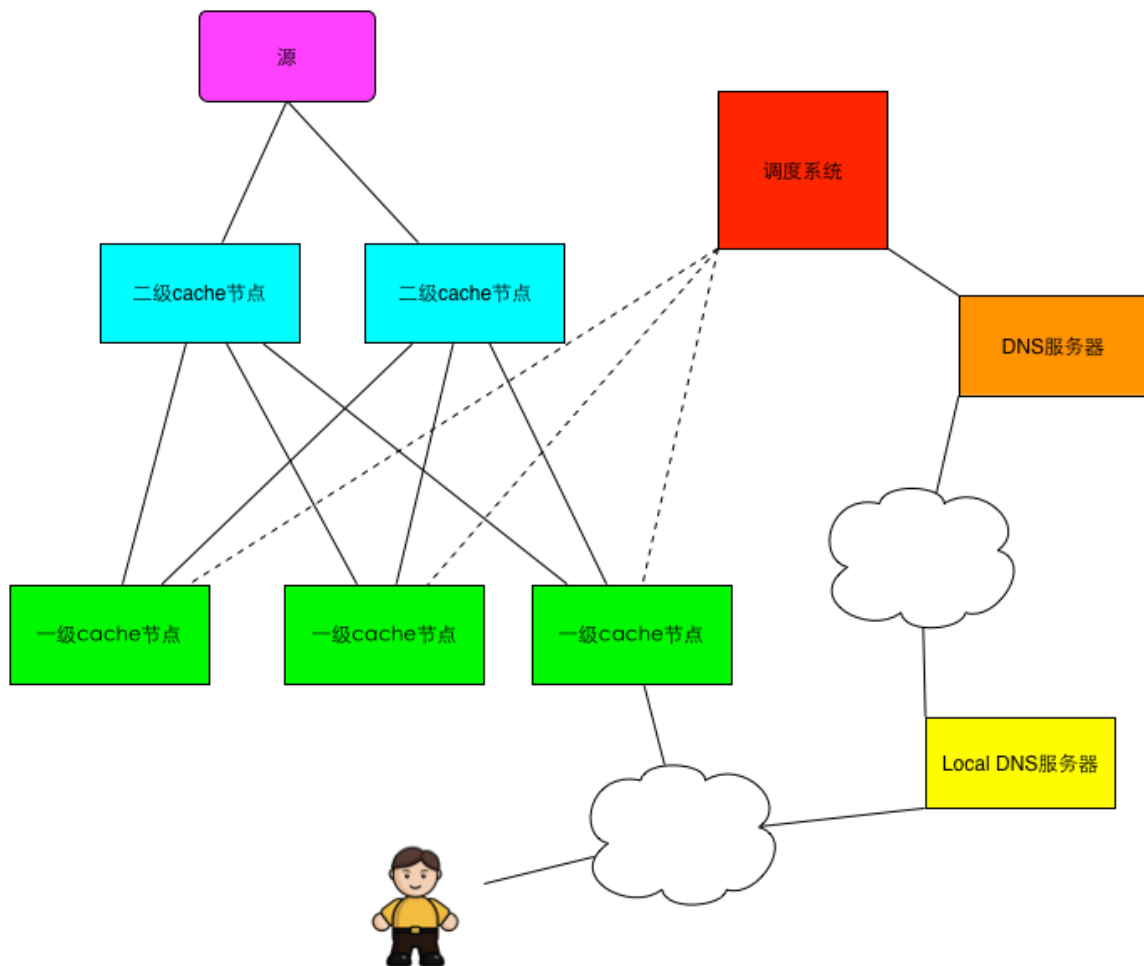 源
调度系统
二级cache节点
二级cache节点
DNS服务器
一级cache节点
一级cache节点
一级cache节点
Local DNS服务器